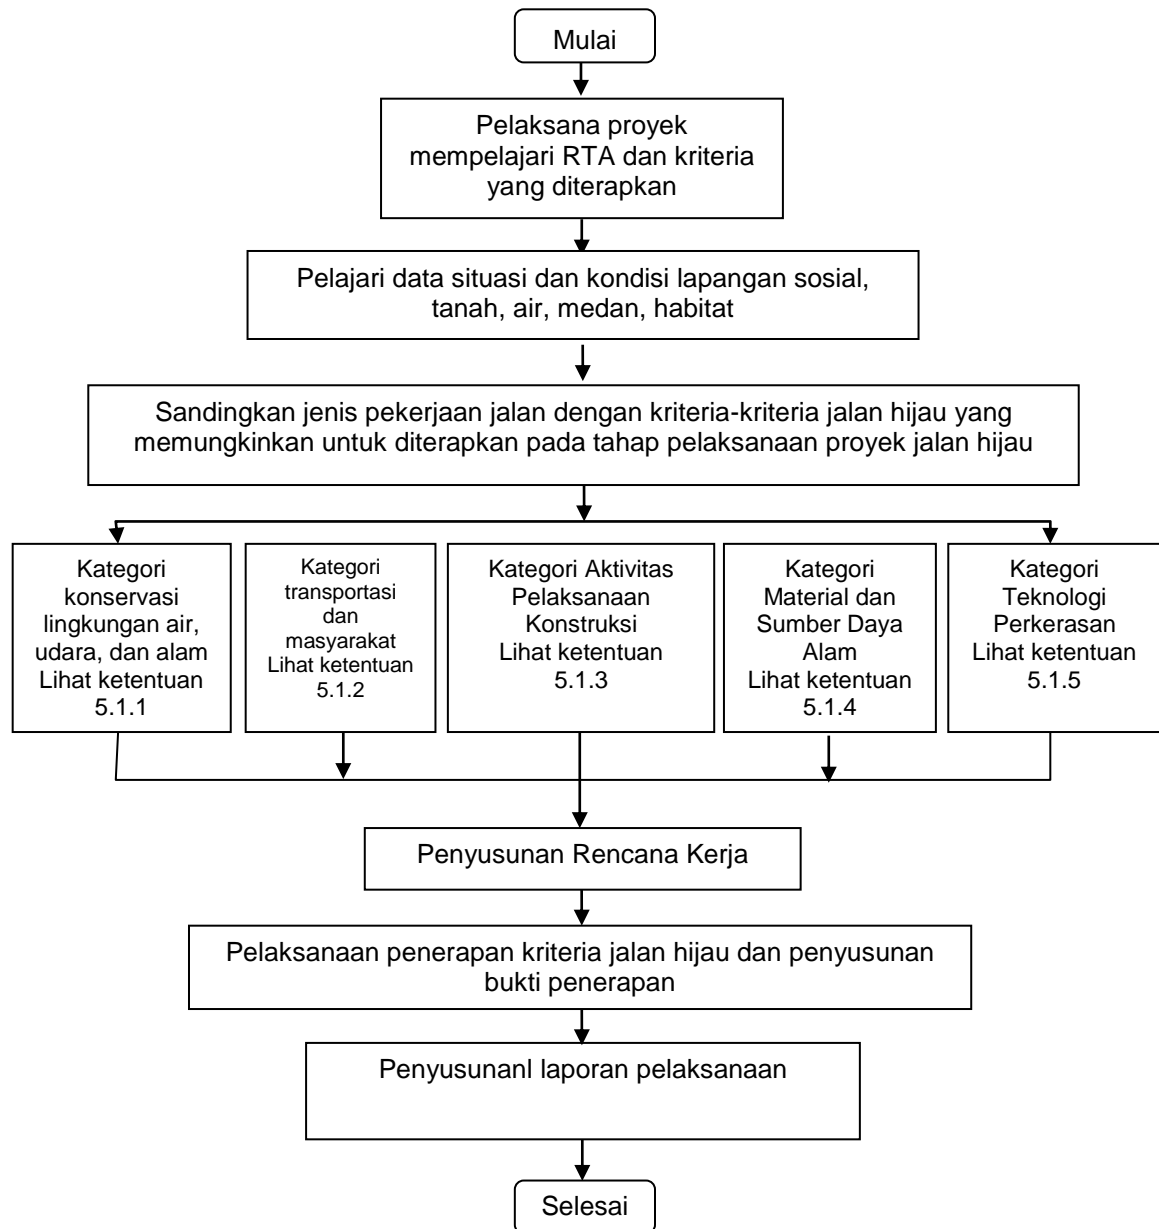 Mulai
Pelaksana proyek
mempelajari RTA dan kriteria
yang diterapkan
Pelajari data situasi dan kondisi lapangan sosial,
tanah, air, medan, habitat
Sandingkan jenis pekerjaan jalan dengan kriteria-kriteria jalan hijau yang
memungkinkan untuk diterapkan pada tahap pelaksanaan proyek jalan hijau
Kategori
konservasi
lingkungan air,
udara, dan alam
Lihat ketentuan
5.1.1
Kategori
transportasi
dan
masyarakat
Lihat ketentuan
5.1.2
Kategori Aktivitas
Pelaksanaan
Konstruksi
Lihat ketentuan
5.1.3
Kategori
Material dan
Sumber Daya
Alam
Lihat ketentuan
5.1.4
Kategori
Teknologi
Perkerasan
Lihat ketentuan
5.1.5
Penyusunan Rencana Kerja
Pelaksanaan penerapan kriteria jalan hijau dan penyusunan
bukti penerapan
Penyusunanl laporan pelaksanaan
Selesai